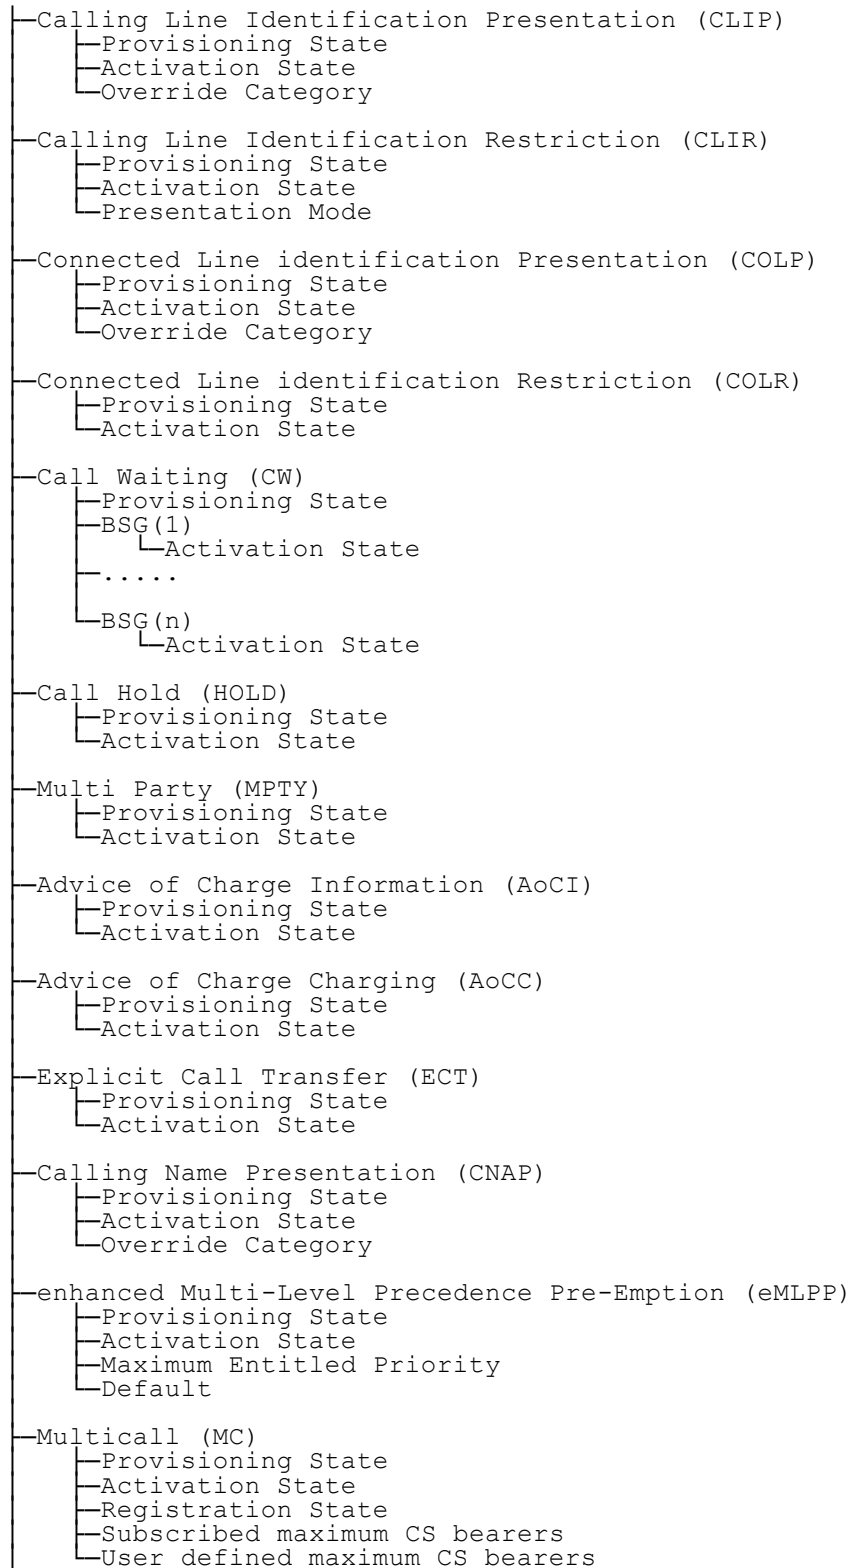 Calling Line Identification Presentation (CLIP)
Provisioning State
Activation State
Override Category
Calling Line Identification Restriction (CLIR)
Provisioning State
Activation State
Presentation Mode
Connected Line identification Presentation (COLP)
Provisioning State
Activation State
Override Category
Connected Line identification Restriction (COLR)
Provisioning State
Activation State
Call Waiting (CW)
Provisioning State
BSG(1)
Activation State
.....
BSG(n)
Activation State
Call Hold (HOLD)
Provisioning State
Activation State
Multi Party (MPTY)
Provisioning State
Activation State
Advice of Charge Information (AoCI)
Provisioning State
Activation State
Advice of Charge Charging (AoCC)
Provisioning State
Activation State
Explicit Call Transfer (ECT)
Provisioning State
Activation State
Calling Name Presentation (CNAP)
Provisioning State
Activation State
Override Category
enhanced Multi-Level Precedence Pre-Emption (eMLPP)
Provisioning State
Activation State
Maximum Entitled Priority
Default
Multicall (MC)
Provisioning State
Activation State
Registration State
Subscribed maximum CS bearers
User defined maximum CS bearers